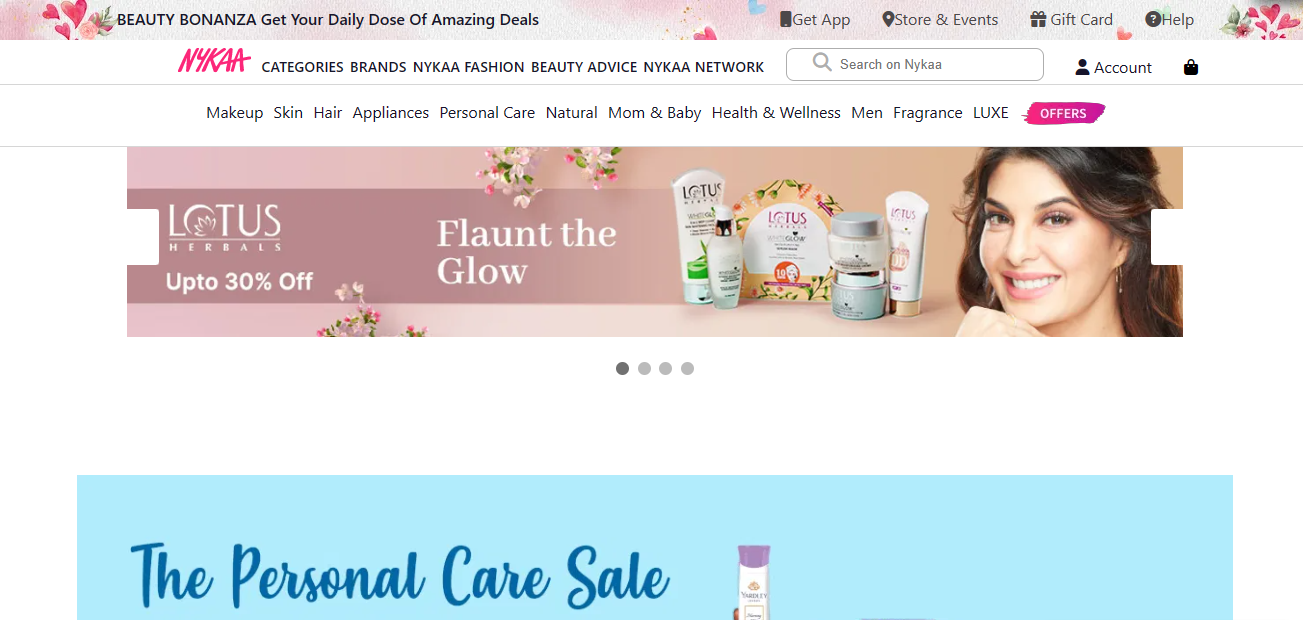 BEAUTY BONANZA Get Your Daily Dose Of Amazing Deals
Get App Store & Events Gift Card Help
NYKAA CATEGORIES BRANDS NYKAA FASHION BEAUTY ADVICE NYKAA NETWORK Search on Nykaa Account
Makeup Skin Hair Appliances Personal Care Natural Mom & Baby Health & Wellness Men Fragrance LUXE OFFERS
LOTUS
HERBALS
Upto 30% Off
Flaunt the
Glow
LOTUS
HERBALS
WHITEGLOW
LOTUS
HERBALS
WHITEGLOW
LOTUS
LOTUS
The Personal Care Sale
YARDLEY